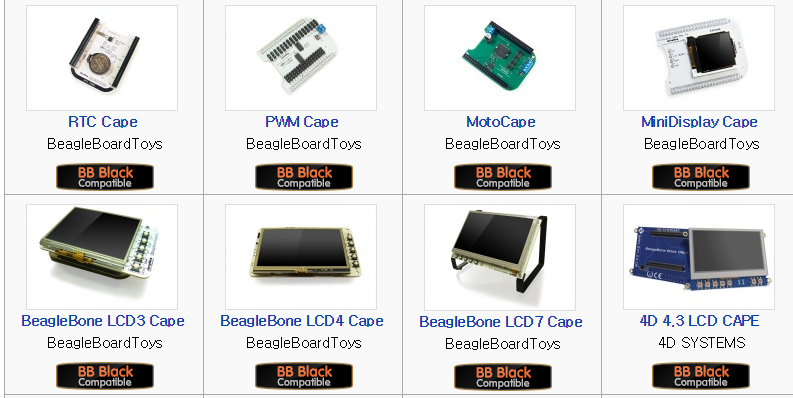 RTC Cape
PWM Cape
MotoCape
MiniDisplay Cape
BeagleBoardToys
BeagleBoardToys
BeagleBoardToys
BeagleBoardToys
BB Black
Compatible
BB Black
Compatible
BB Black
Compatible
BB Black
Compatible
4D SYSTEMS
BeagleBone LCD3 Cape
BeagleBone LCD4 Cape
BeagleBone LCD7 Cape
4D 4.3 LCD CAPE
BeagleBoardToys
BeagleBoardToys
BeagleBoardToys
4D SYSTEMS
BB Black
Compatible
BB Black
Compatible
BB Black
Compatible
BB Black
Compatible